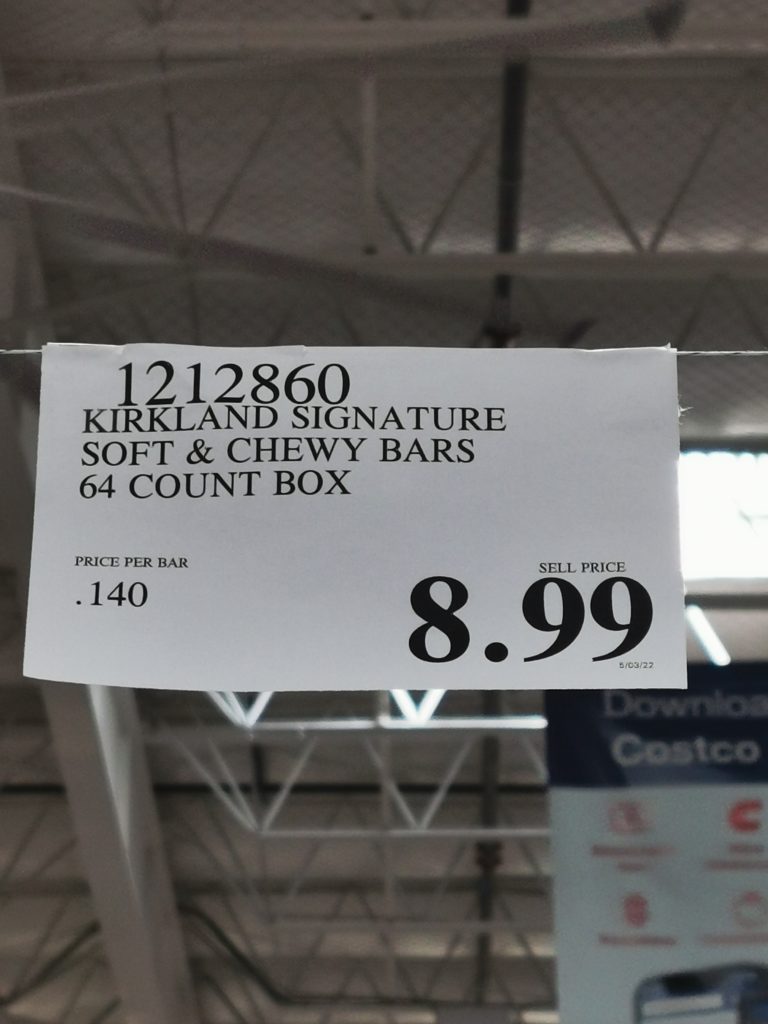 1212860
KIRKLAND SIGNATURE
SOFT & CHEWY BARS
64 COUNT BOX
PRICE PER BAR
.140
SELL PRICE
8.99
5/03/22
Downloa
Costco